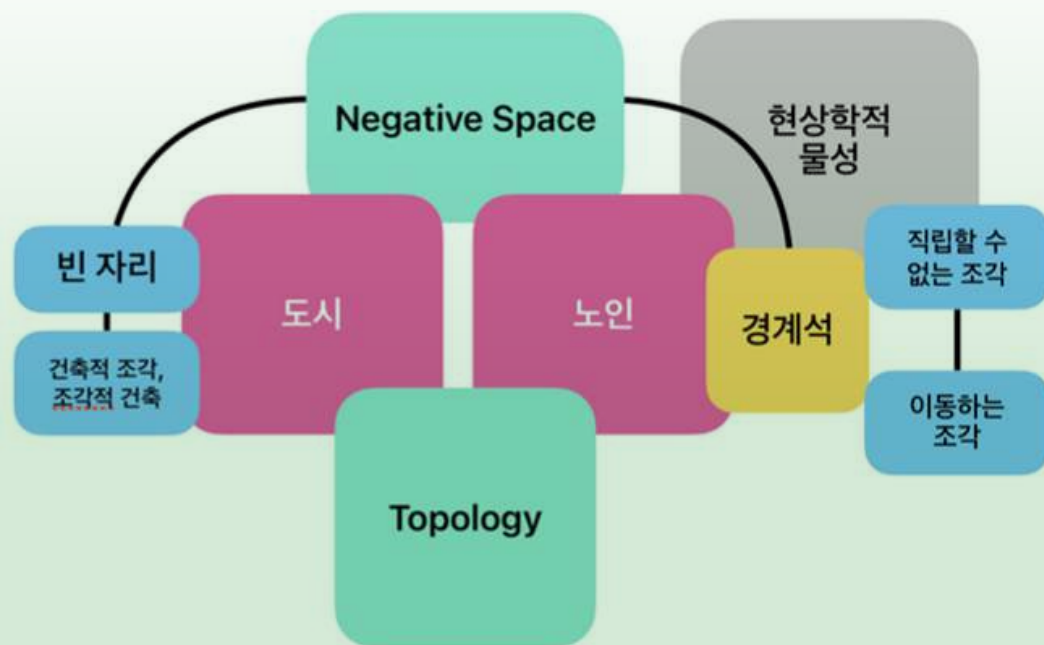 Negative Space
현상학적
물성
빈 자리
도시
노인
경계석
직립할 수
없는 조각
건축적 조각,
조각적 건축
이동하는
조각
Topology